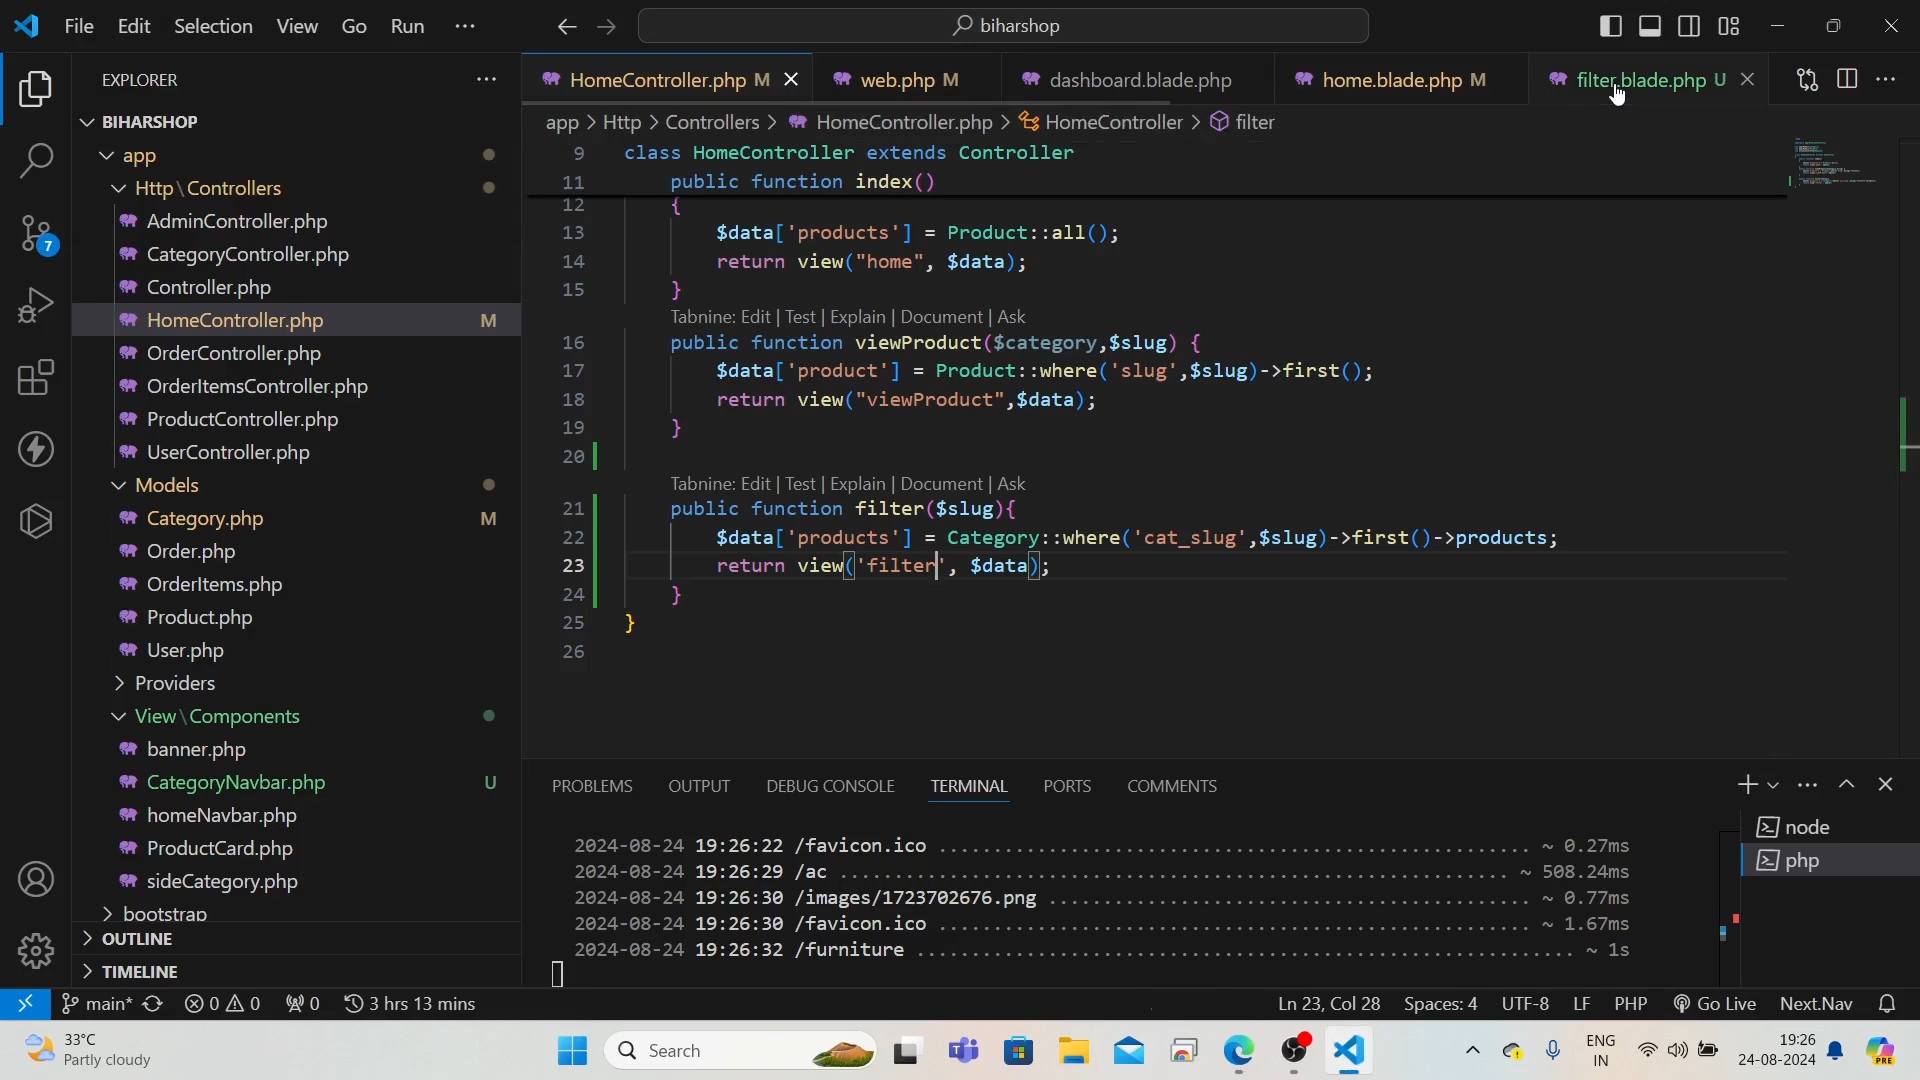 File Edit Selection View Go Run ··· biharshop
EXPLORER
BIHARSHOP
app
Http\Controllers
AdminController.php
CategoryController.php
Controller.php
HomeController.php M
OrderController.php
OrderItemsController.php
ProductController.php
UserController.php
Models
Category.php M
Order.php
OrderItems.php
Product.php
User.php
Providers
View\Components
banner.php
CategoryNavbar.php U
homeNavbar.php
ProductCard.php
sideCategory.php
bootstrap
OUTLINE
TIMELINE
7
HomeController.php M web.php M dashboard.blade.php home.blade.php M filter.blade.php U
app > Http > Controllers > HomeController.php > HomeController > filter
9 class HomeController extends Controller
11 public function index()
12 {
13 $data['products'] = Product::all();
14 return view("home", $data);
15 }
Tabnine: Edit | Test | Explain | Document | Ask
16 public function viewProduct($category,$slug) {
17 $data['product'] = Product::where('slug',$slug)->first();
18 return view("viewProduct",$data);
19 }
20
Tabnine: Edit | Test | Explain | Document | Ask
21 public function filter($slug){
22 $data['products'] = Category::where('cat_slug',$slug)->first()->products;
23 return view('filter', $data);
24 }
25 }
26
PROBLEMS OUTPUT DEBUG CONSOLE TERMINAL PORTS COMMENTS
2024-08-24 19:26:22 /favicon.ico ~ 0.27ms
2024-08-24 19:26:29 /ac ~ 508.24ms
2024-08-24 19:26:30 /images/1723702676.png ~ 0.77ms
2024-08-24 19:26:30 /favicon.ico ~ 1.67ms
2024-08-24 19:26:32 /furniture ~ 1s
node
php
main* 0 0 0 3 hrs 13 mins Ln 23, Col 28 Spaces: 4 UTF-8 LF PHP Go Live Next.Nav
33°C
Partly cloudy
Search
ENG
IN
19:26
24-08-2024
PRE